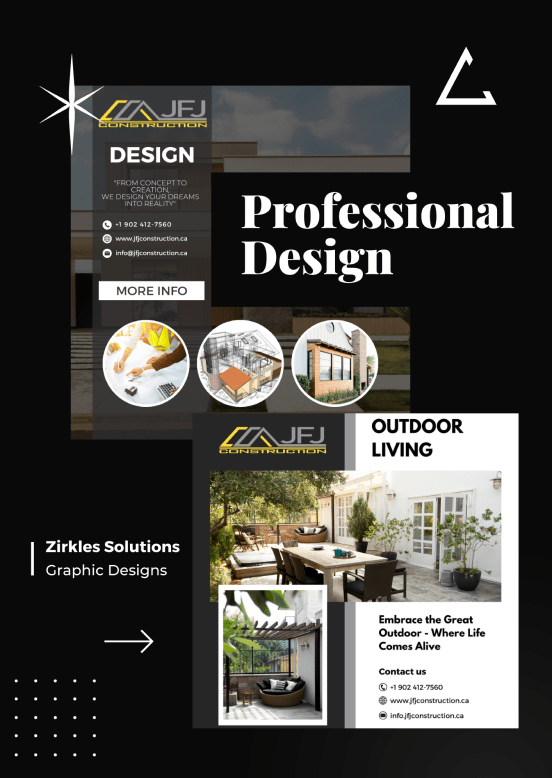 JFJ
CONSTRUCTION
DESIGN
"FROM CONCEPT TO
CREATION,
WE DESIGN YOUR DREAMS
INTO REALITY"
+1 902 412-7560
www.jfjconstruction.ca
info@jfjconstruction.ca
MORE INFO
Professional
Design
JFJ
CONSTRUCTION
OUTDOOR
LIVING
Zirkles Solutions
Graphic Designs
Embrace the Great
Outdoor - Where Life
Comes Alive
Contact us
+1 902 412-7560
www.jfjconstruction.ca
info.jfjconstruction.ca